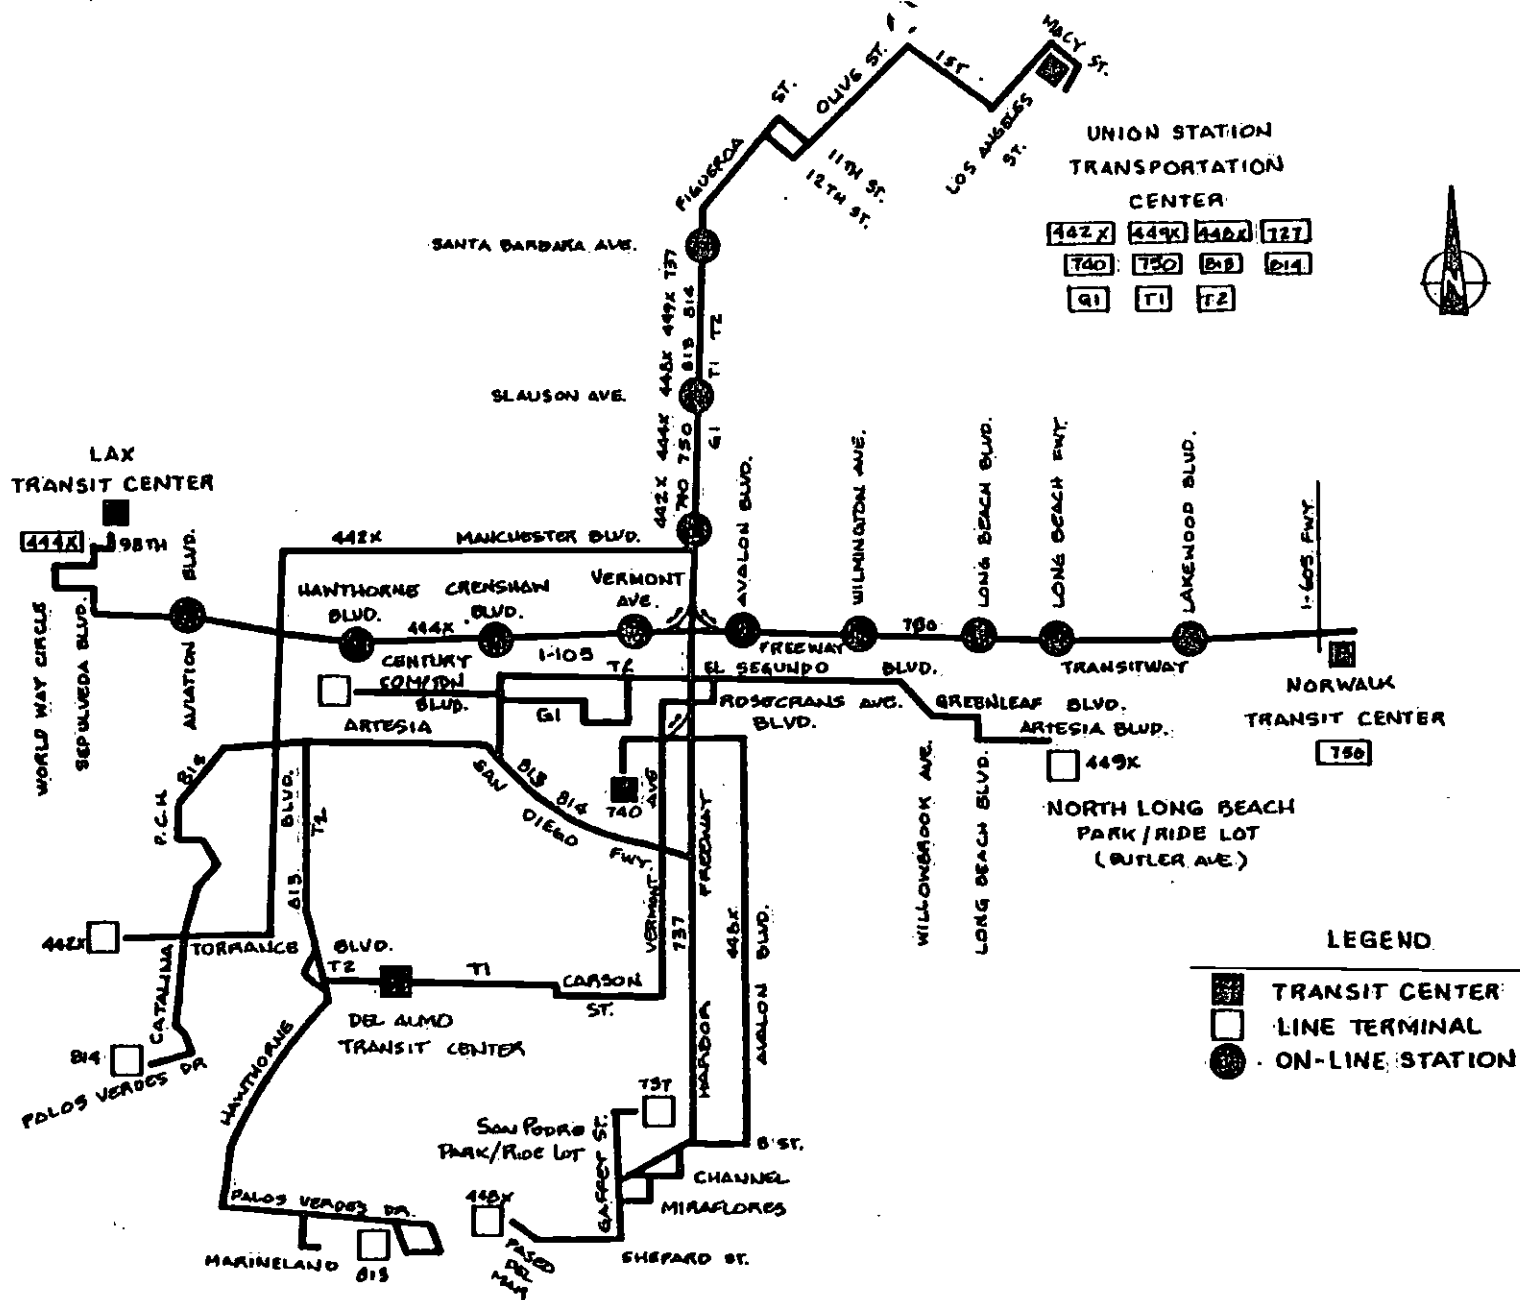 MACY ST.
1ST.
OLIVE ST.
ST.
FIGUEROA
LOS ANGELES
ST.
11TH ST.
12TH ST.
UNION STATION
TRANSPORTATION
CENTER
442X 449X 448X 727
740 750 813 814
G1 T1 T2
N
SANTA BARBARA AVE.
442X 444X 448X 449X 737
740 750 813 814
G1 T1 T2
SLAUSON AVE.
LAX
TRANSIT CENTER
444X
98TH
WORLD WAY CIRCLE
SEPULVEDA BLVD.
AVIATION BLVD.
442X
MANCHESTER BLVD.
HAWTHORNE
BLVD.
CRENSHAW
BLVD.
VERMONT
AVE.
AVALON BLVD.
WILMINGTON AVE.
LONG BEACH BLVD.
LONG BEACH FWY.
LAKEWOOD BLVD.
I-605 FWY.
444X
I-105
FREEWAY
TRANSITWAY
CENTURY
COMPTON
BLVD.
G1
EL SEGUNDO BLVD.
ROSECRANS AVE.
BLVD.
GREENLEAF BLVD.
ARTESIA BLVD.
NORWALK
TRANSIT CENTER
750
ARTESIA
449X
NORTH LONG BEACH
PARK/RIDE LOT
(BUTLER AVE.)
WILLOWBROOK AVE.
LONG BEACH BLVD.
P.C.H.
814
BLVD.
T2
813
SAN DIEGO FWY.
813 814
740
VERMONT AVE
737
HARBOR FREEWAY
448X
AVALON BLVD.
442X
TORRANCE BLVD.
CATALINA
T2
T1
CARSON
ST.
DEL ALMO
TRANSIT CENTER
814
PALOS VERDES DR
HAWTHORNE
737
SAN PEDRO
PARK/RIDE LOT
GAFFEY ST.
B ST.
CHANNEL
MIRAFLORES
448X
PASEO
DEL
MAR
SHEPARD ST.
PALOS VERDES DR.
MARINELAND
813
LEGEND
TRANSIT CENTER
LINE TERMINAL
ON-LINE STATION